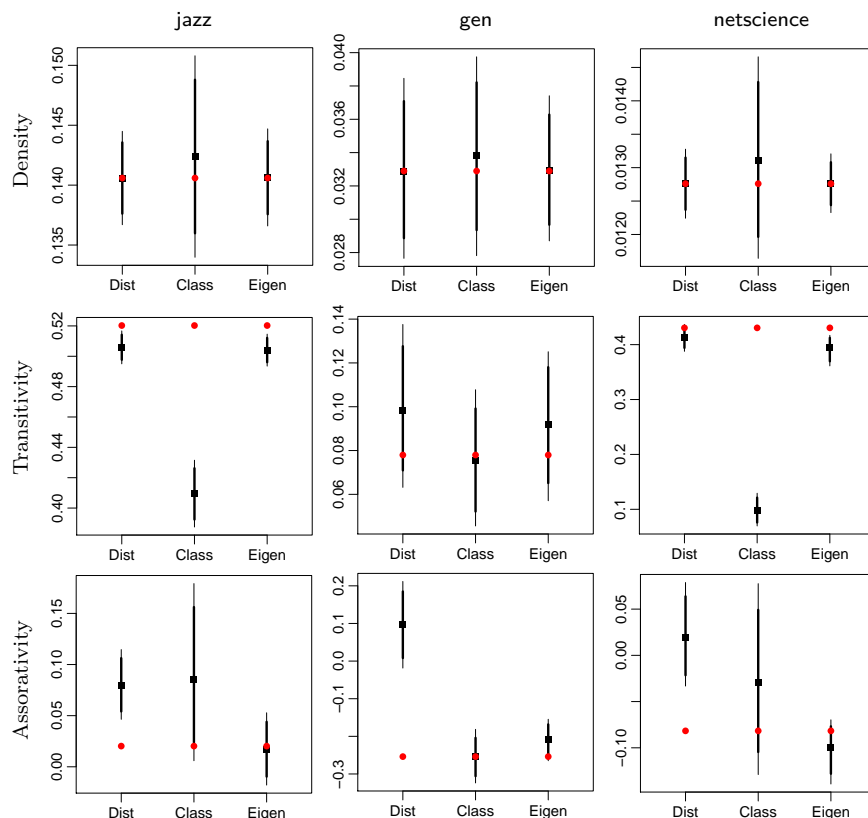 jazz gen netscience
Density
0.135 0.140 0.145 0.150
Dist Class Eigen
0.028 0.032 0.036 0.040
Dist Class Eigen
0.0120 0.0130 0.0140
Dist Class Eigen
Transitivity
0.40 0.44 0.48 0.52
Dist Class Eigen
0.06 0.08 0.10 0.12 0.14
Dist Class Eigen
0.1 0.2 0.3 0.4
Dist Class Eigen
Assorativity
0.00 0.05 0.10 0.15
Dist Class Eigen
-0.3 -0.1 0.0 0.1 0.2
Dist Class Eigen
-0.10 0.00 0.05
Dist Class Eigen